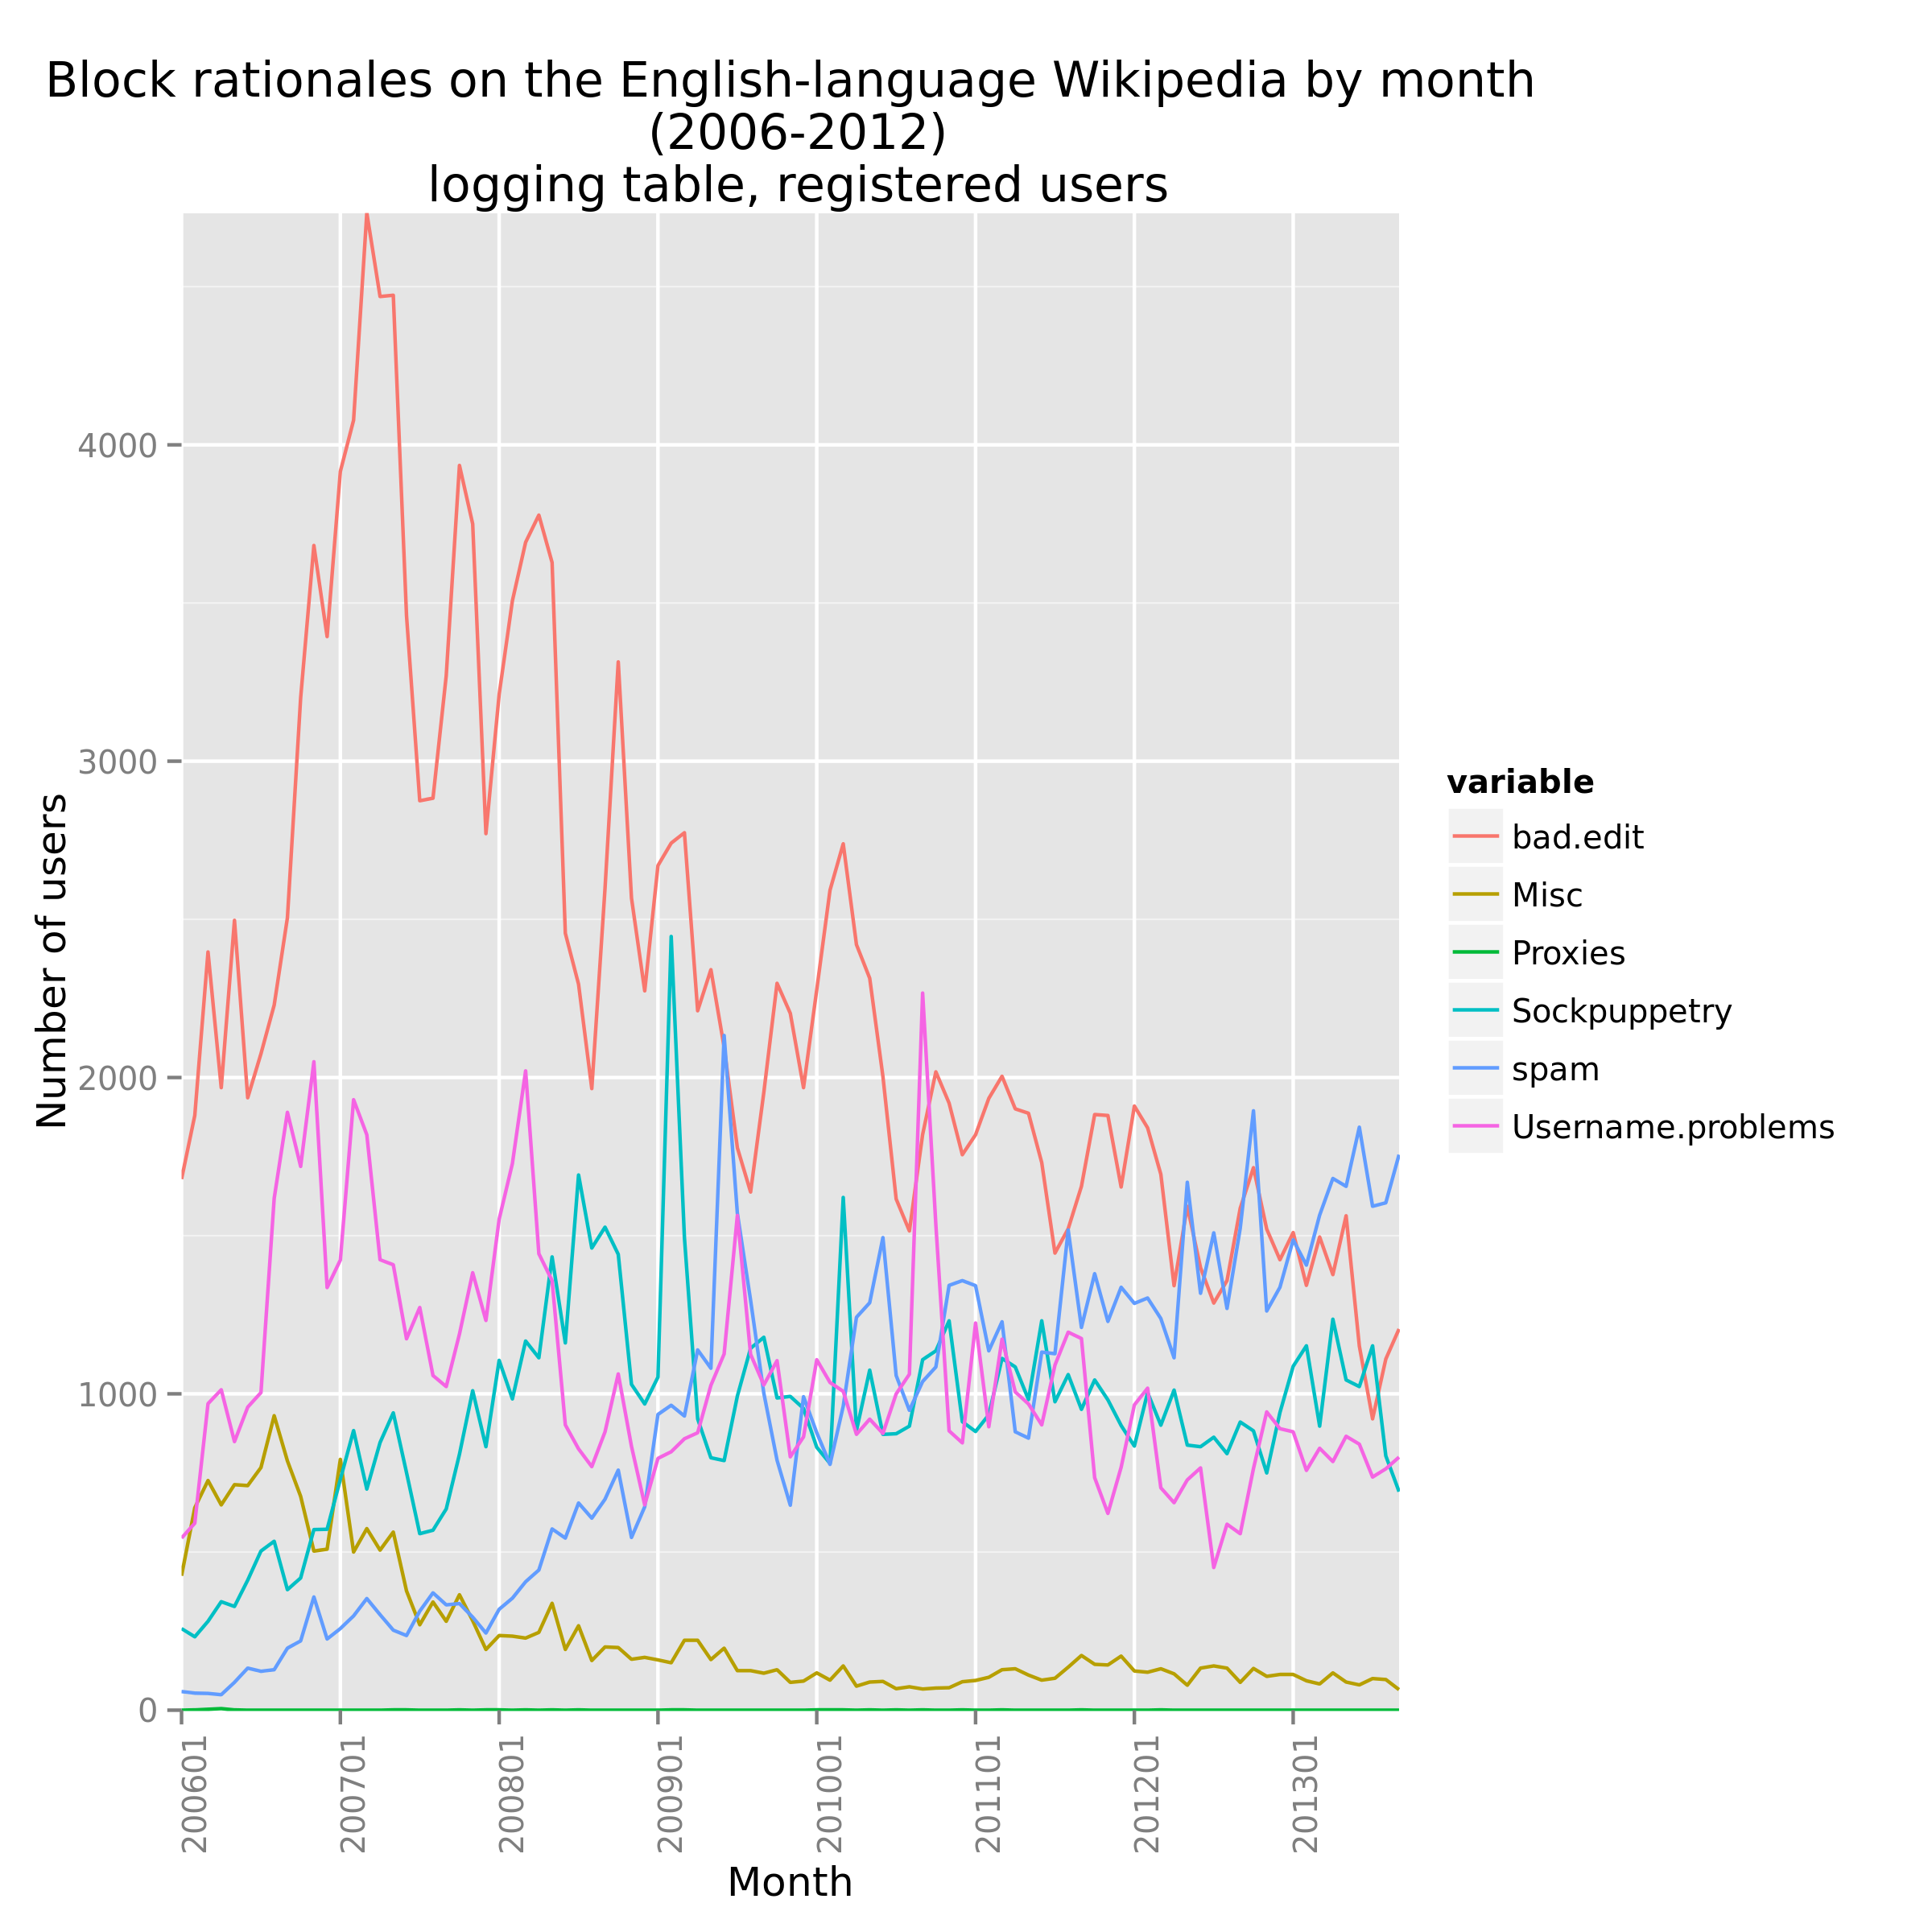 Block rationales on the English-language Wikipedia by month
(2006-2012)
logging table, registered users
Number of users
4000
3000
2000
1000
0
200601
200701
200801
200901
201001
201101
201201
201301
Month
variable
bad.edit
Misc
Proxies
Sockpuppetry
spam
Username.problems